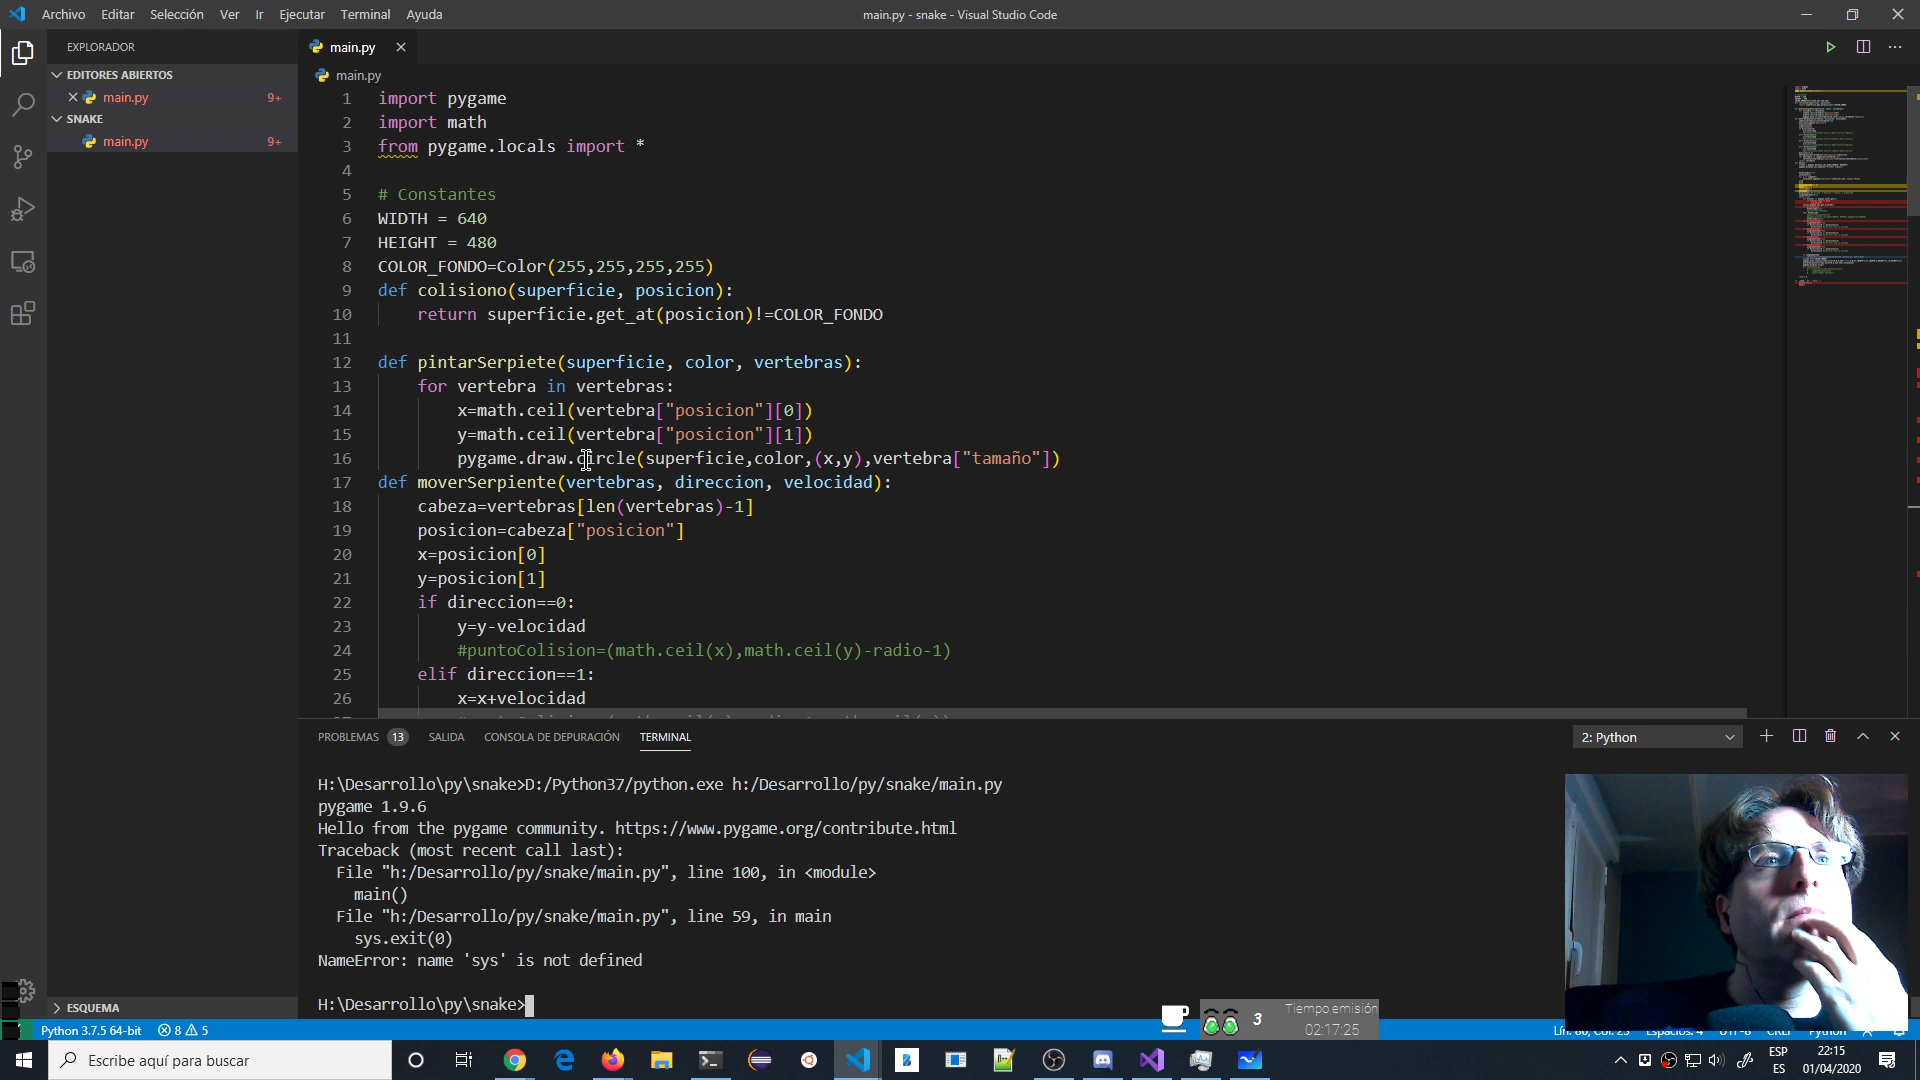 Archivo Editar Selección Ver Ir Ejecutar Terminal Ayuda
main.py - snake - Visual Studio Code
EXPLORADOR
EDITORES ABIERTOS
main.py 9+
SNAKE
main.py 9+
ESQUEMA
main.py
main.py
1 import pygame
2 import math
3 from pygame.locals import *
4
5 # Constantes
6 WIDTH = 640
7 HEIGHT = 480
8 COLOR_FONDO=Color(255,255,255,255)
9 def colisiono(superficie, posicion):
10 return superficie.get_at(posicion)!=COLOR_FONDO
11
12 def pintarSerpiete(superficie, color, vertebras):
13 for vertebra in vertebras:
14 x=math.ceil(vertebra["posicion"][0])
15 y=math.ceil(vertebra["posicion"][1])
16 pygame.draw.circle(superficie,color,(x,y),vertebra["tamaño"])
17 def moverSerpiente(vertebras, direccion, velocidad):
18 cabeza=vertebras[len(vertebras)-1]
19 posicion=cabeza["posicion"]
20 x=posicion[0]
21 y=posicion[1]
22 if direccion==0:
23 y=y-velocidad
24 #puntoColision=(math.ceil(x),math.ceil(y)-radio-1)
25 elif direccion==1:
26 x=x+velocidad
PROBLEMAS 13 SALIDA CONSOLA DE DEPURACIÓN TERMINAL
2: Python
H:\Desarrollo\py\snake>D:/Python37/python.exe h:/Desarrollo/py/snake/main.py
pygame 1.9.6
Hello from the pygame community. https://www.pygame.org/contribute.html
Traceback (most recent call last):
File "h:/Desarrollo/py/snake/main.py", line 100, in <module>
main()
File "h:/Desarrollo/py/snake/main.py", line 59, in main
sys.exit(0)
NameError: name 'sys' is not defined
H:\Desarrollo\py\snake>
3 Tiempo emisión
02:17:25
Python 3.7.5 64-bit 8 5
Escribe aquí para buscar
ESP
ES
22:15
01/04/2020